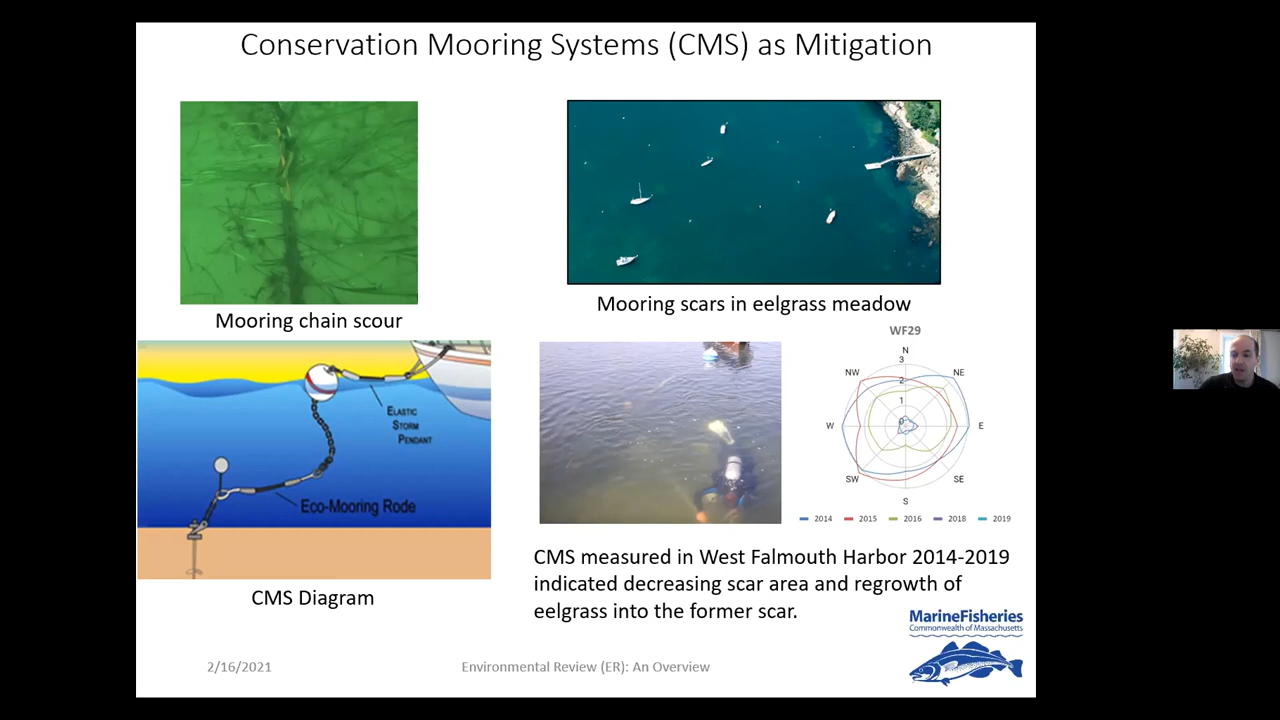 Conservation Mooring Systems (CMS) as Mitigation
Mooring chain scour
Mooring scars in eelgrass meadow
ELASTIC
STORM
PENDANT
Eco-Mooring Rode
CMS Diagram
WF29
N
3
NW
NE
2
1
0
W
E
SW
SE
S
2014
2015
2016
2018
2019
CMS measured in West Falmouth Harbor 2014-2019
indicated decreasing scar area and regrowth of
eelgrass into the former scar.
MarineFisheries
Commonwealth of Massachusetts
2/16/2021
Environmental Review (ER): An Overview